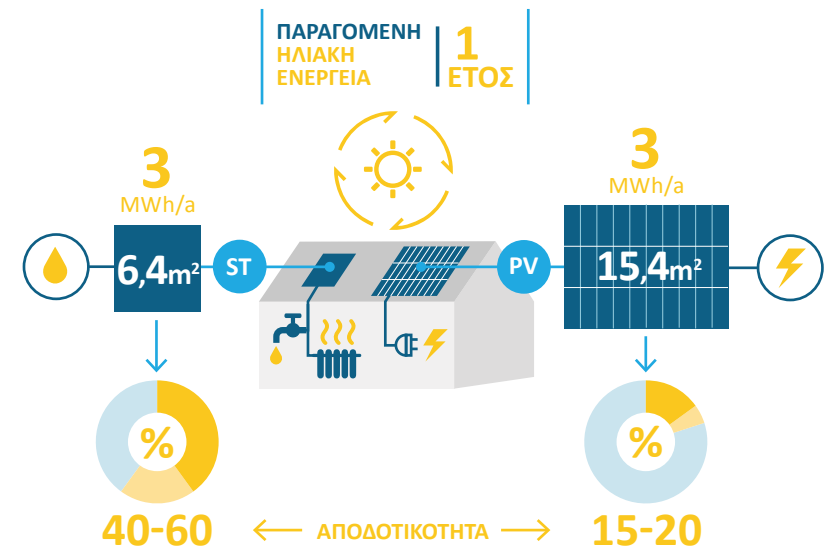 ΠΑΡΑΓΟΜΕΝΗ
ΗΛΙΑΚΗ
ΕΝΕΡΓΕΙΑ
1
ΕΤΟΣ
3
MWh/a
3
MWh/a
6,4m²
ST
PV
15,4m²
%
%
40-60
ΑΠΟΔΟΤΙΚΟΤΗΤΑ
15-20